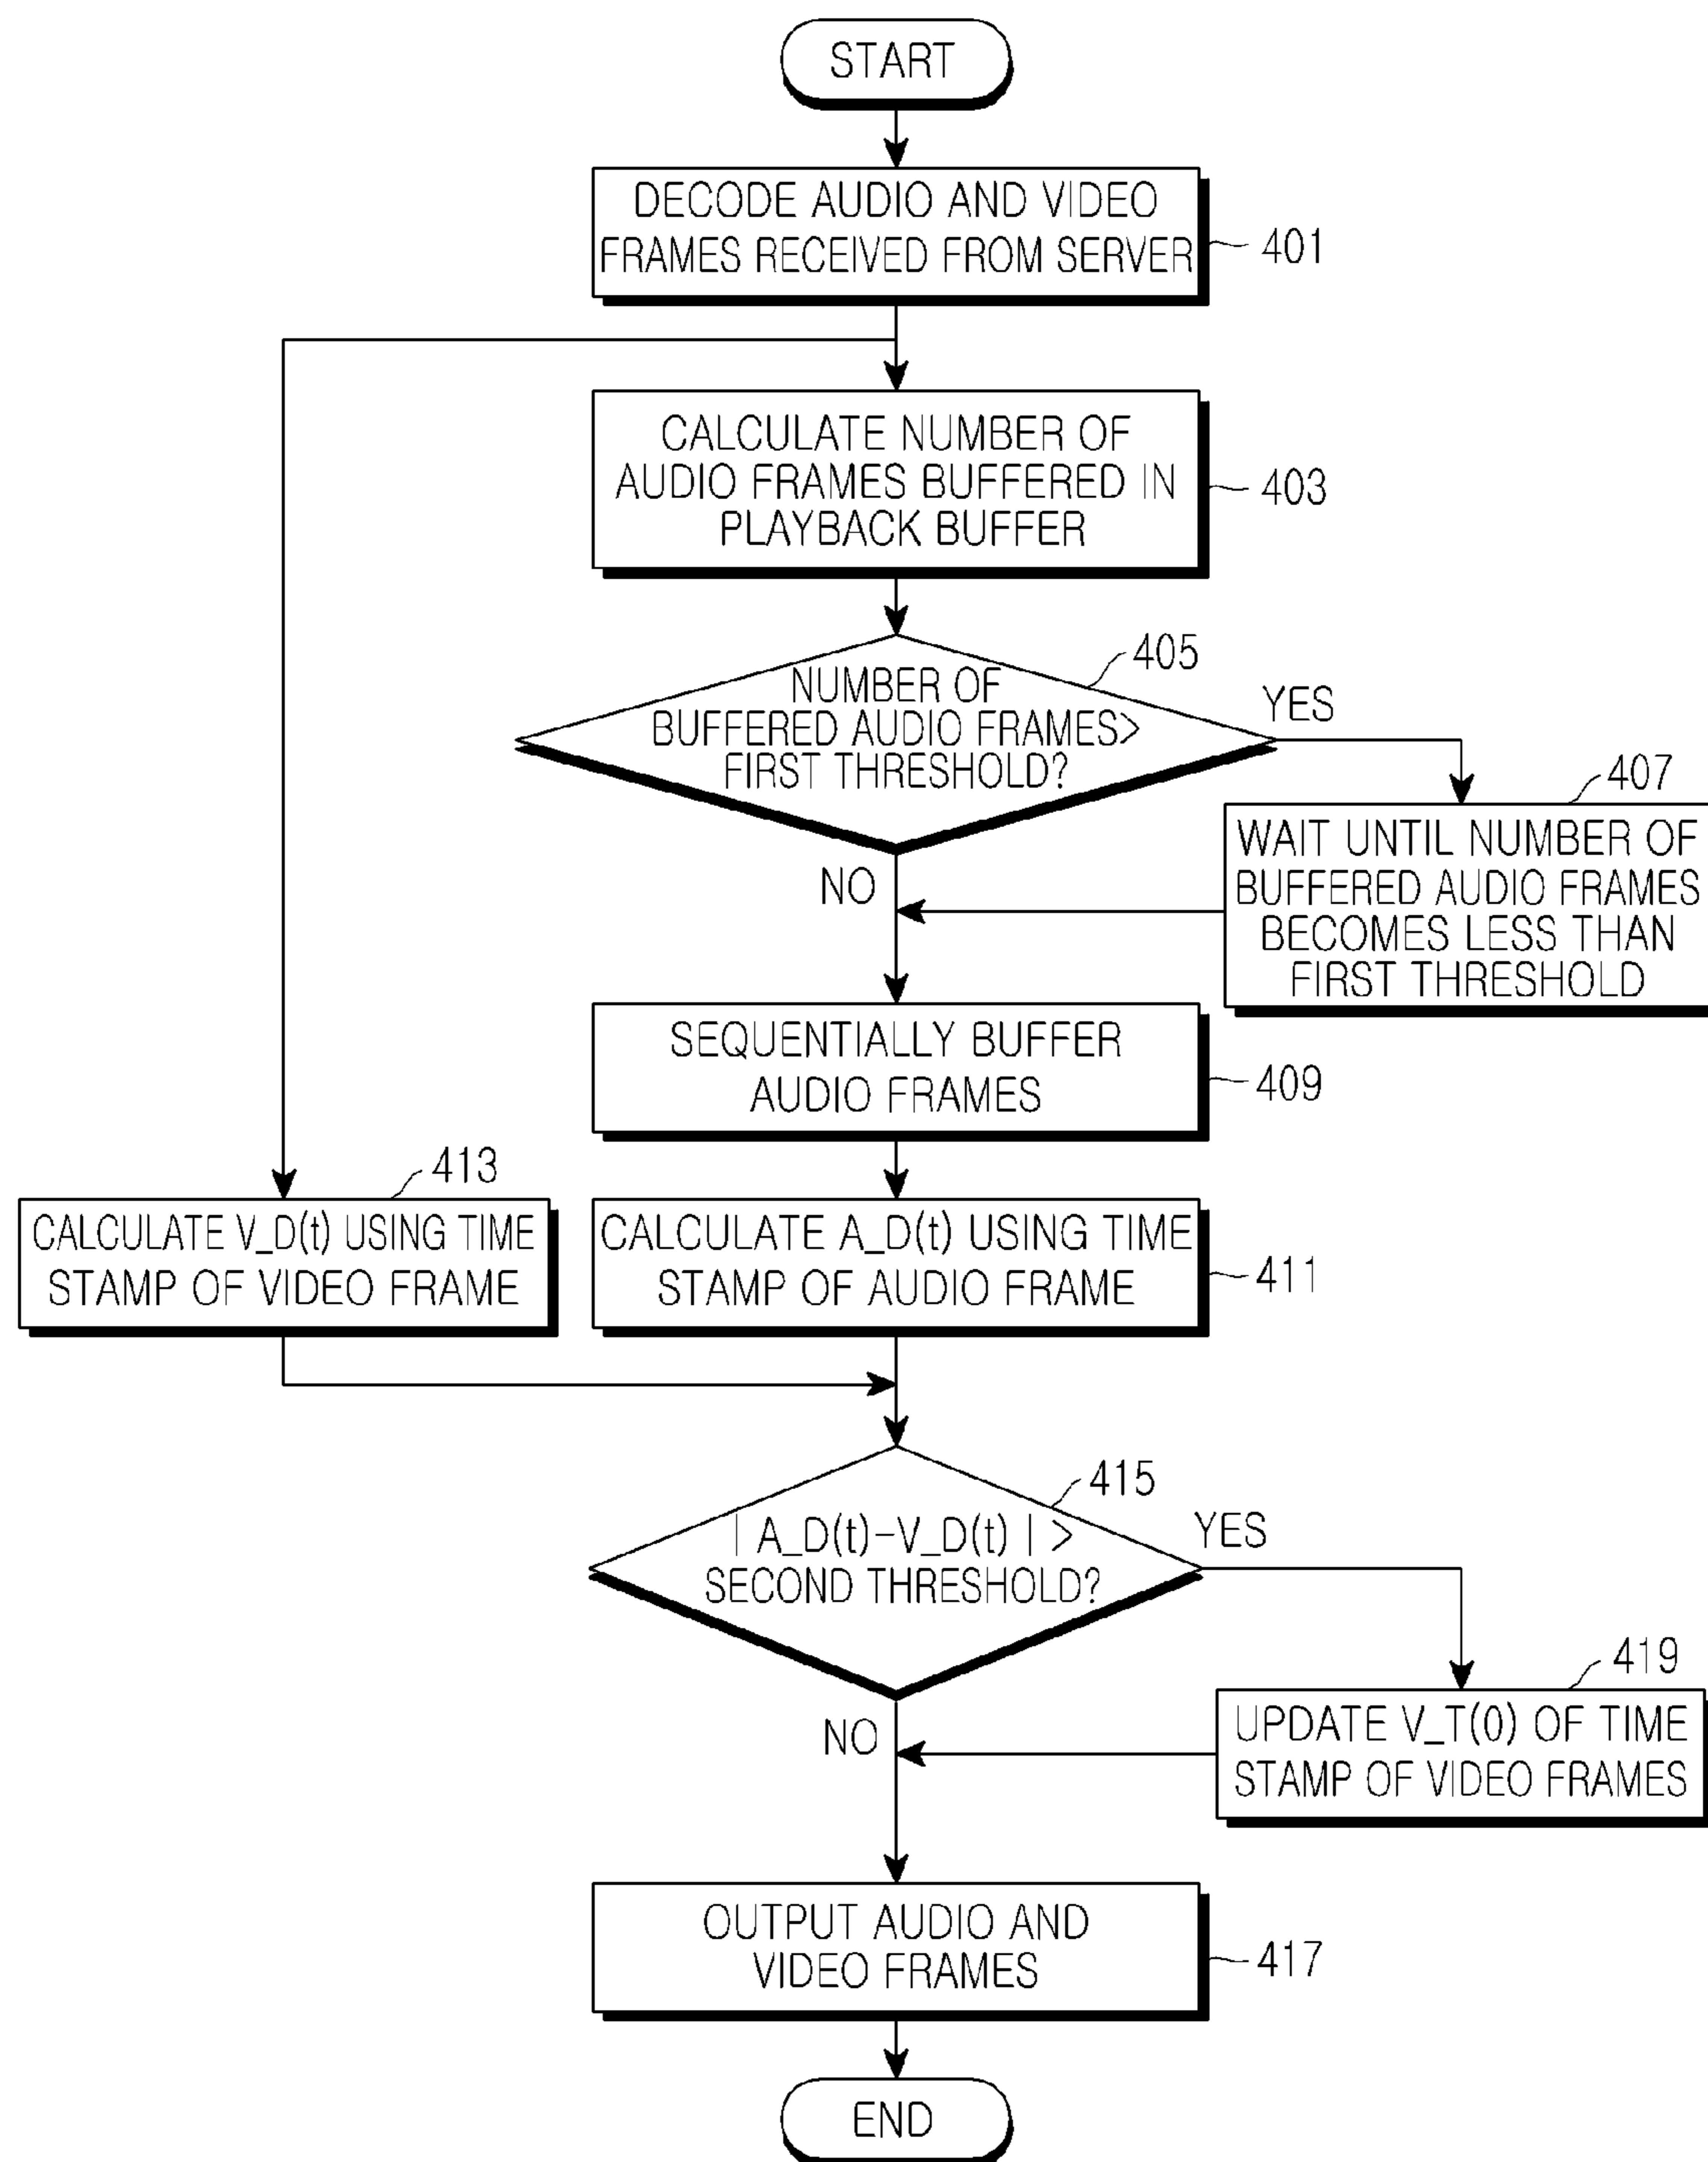 START
DECODE AUDIO AND VIDEO
FRAMES RECEIVED FROM SERVER
401
CALCULATE NUMBER OF
AUDIO FRAMES BUFFERED IN
PLAYBACK BUFFER
403
405
NUMBER OF
BUFFERED AUDIO FRAMES>
FIRST THRESHOLD?
YES
NO
407
WAIT UNTIL NUMBER OF
BUFFERED AUDIO FRAMES
BECOMES LESS THAN
FIRST THRESHOLD
SEQUENTIALLY BUFFER
AUDIO FRAMES
409
413
CALCULATE V_D(t) USING TIME
STAMP OF VIDEO FRAME
CALCULATE A_D(t) USING TIME
STAMP OF AUDIO FRAME
411
415
| A_D(t)-V_D(t) | >
SECOND THRESHOLD?
YES
NO
419
UPDATE V_T(0) OF TIME
STAMP OF VIDEO FRAMES
OUTPUT AUDIO AND
VIDEO FRAMES
417
END